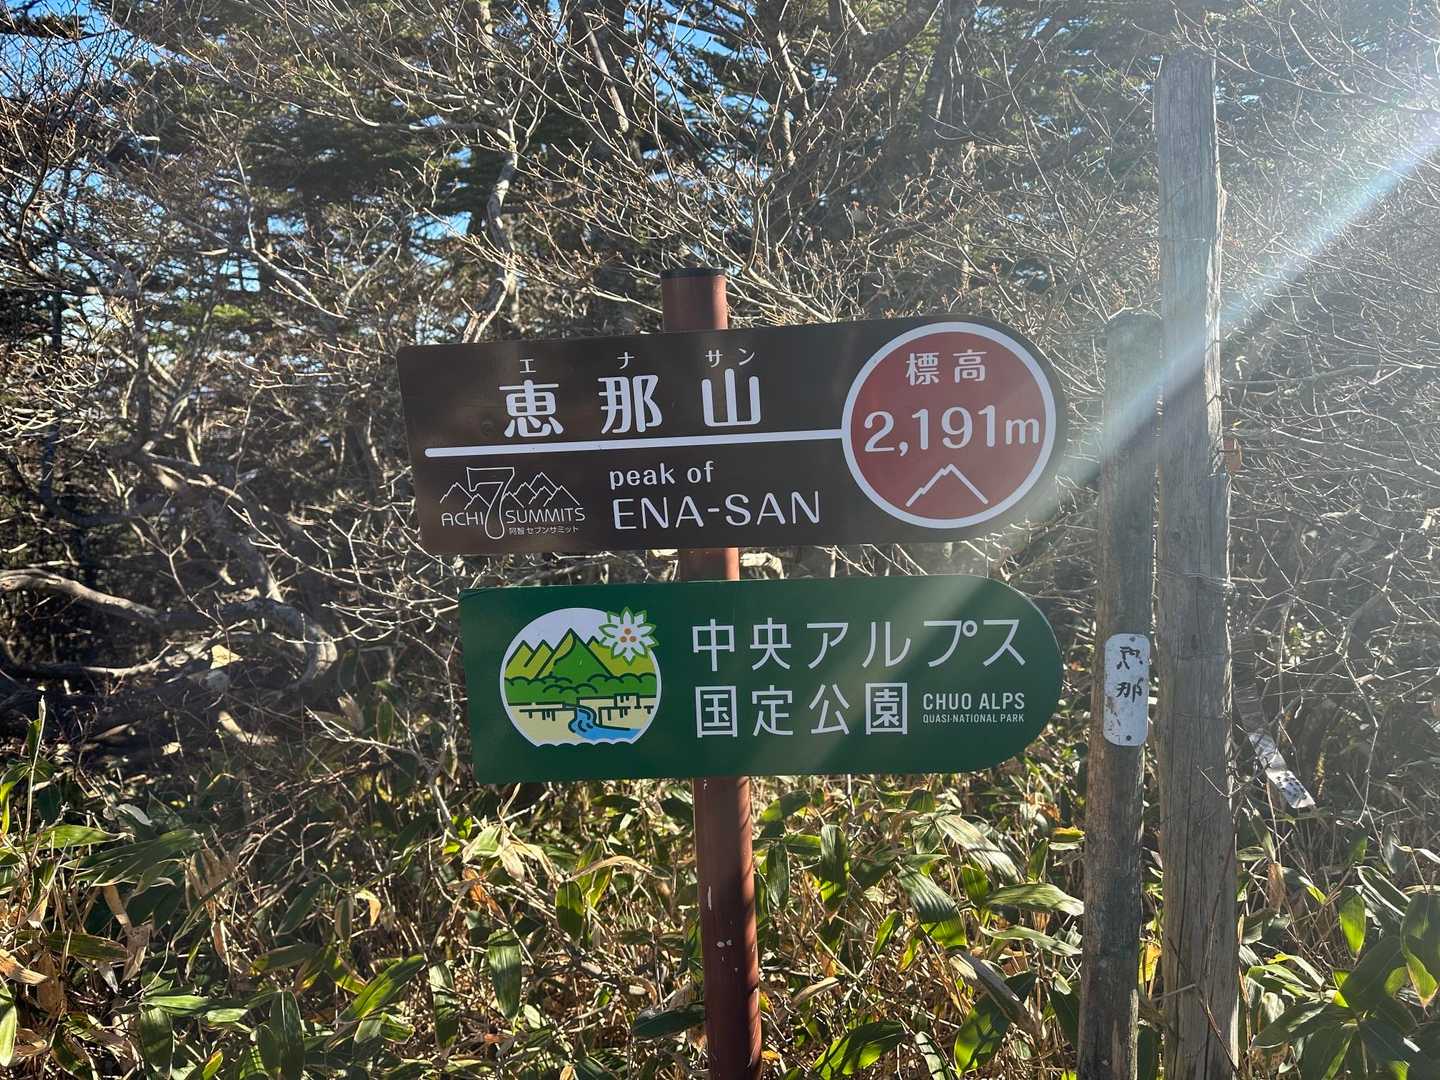 エナサン
恵那山
標高
2,191m
peak of
ENA-SAN
7
ACHI SUMMITS
阿智セブンサミット
中央アルプス
国定公園
CHUO ALPS
QUASI-NATIONAL PARK
那